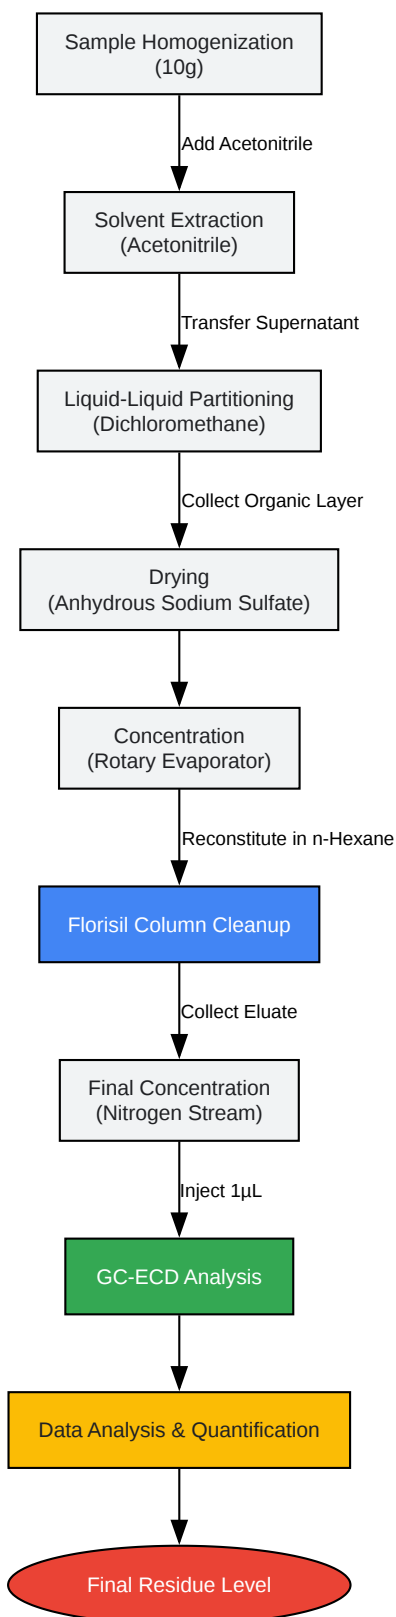 Sample Homogenization
(10g)
Add Acetonitrile
Solvent Extraction
(Acetonitrile)
Transfer Supernatant
Liquid-Liquid Partitioning
(Dichloromethane)
Collect Organic Layer
Drying
(Anhydrous Sodium Sulfate)
Concentration
(Rotary Evaporator)
Reconstitute in n-Hexane
Florisil Column Cleanup
Collect Eluate
Final Concentration
(Nitrogen Stream)
Inject 1µL
GC-ECD Analysis
Data Analysis & Quantification
Final Residue Level